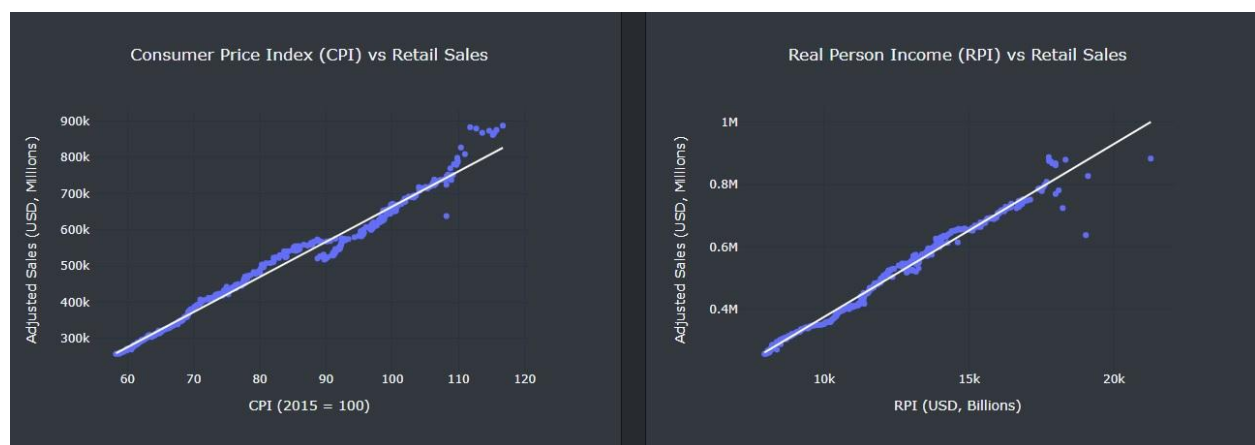 Consumer Price Index (CPI) vs Retail Sales
Adjusted Sales (USD, Millions)
900k
800k
700k
600k
500k
400k
300k
60 70 80 90 100 110 120
CPI (2015 = 100)
Real Person Income (RPI) vs Retail Sales
Adjusted Sales (USD, Millions)
1M
0.8M
0.6M
0.4M
10k 15k 20k
RPI (USD, Billions)